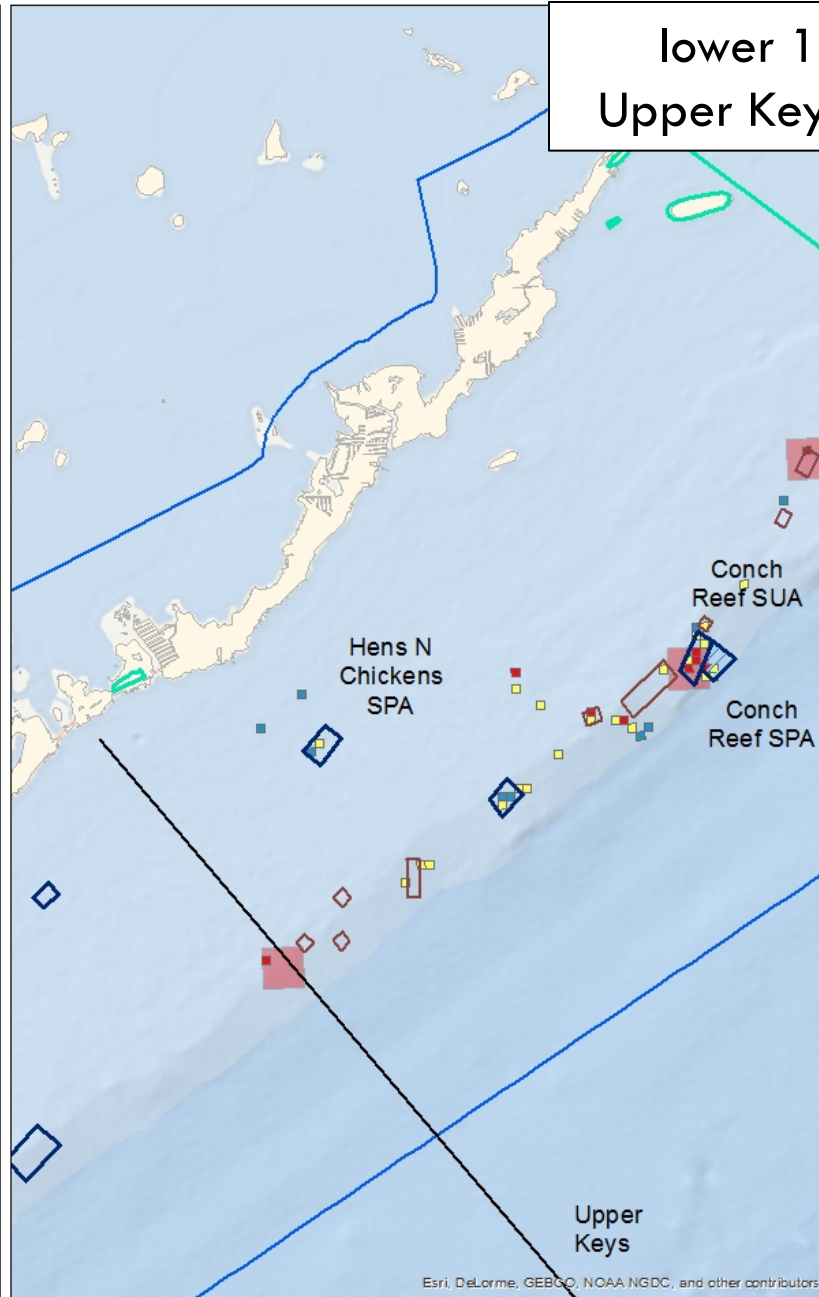 lower 1
Upper Key
Conch
Reef SUA
Hens N
Chickens
SPA
Conch
Reef SPA
Upper
Keys
Esri, DeLorme, GEBCO, NOAA NGDC, and other contributors